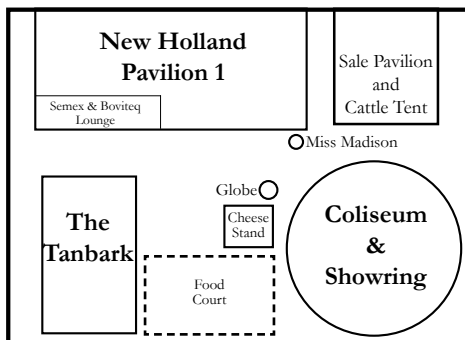 New Holland
Pavilion 1
Semex & Boviteq
Lounge
Sale Pavilion
and
Cattle Tent
Miss Madison
Globe
Cheese
Stand
The
Tanbark
Coliseum
&
Showring
Food
Court